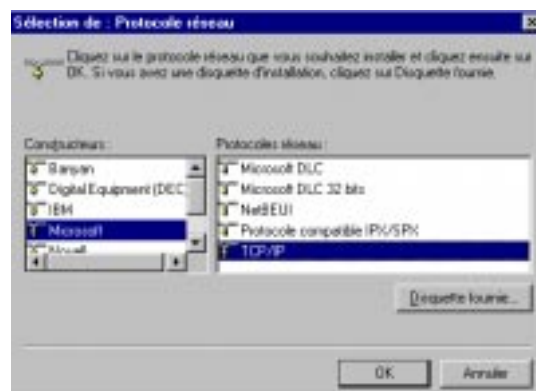 Sélection de : Protocole réseau
Cliquez sur le protocole réseau que vous souhaitez installer et cliquez ensuite sur
OK. Si vous avez une disquette d'installation, cliquez sur Disquette fournie.
Constructeurs :
Banyan
Digital Equipment (DEC
IBM
Microsoft
Novell
Protocoles réseau :
Microsoft DLC
Microsoft DLC 32 bits
NetBEUI
Protocole compatible IPX/SPX
TCP/IP
Disquette fournie...
OK
Annuler